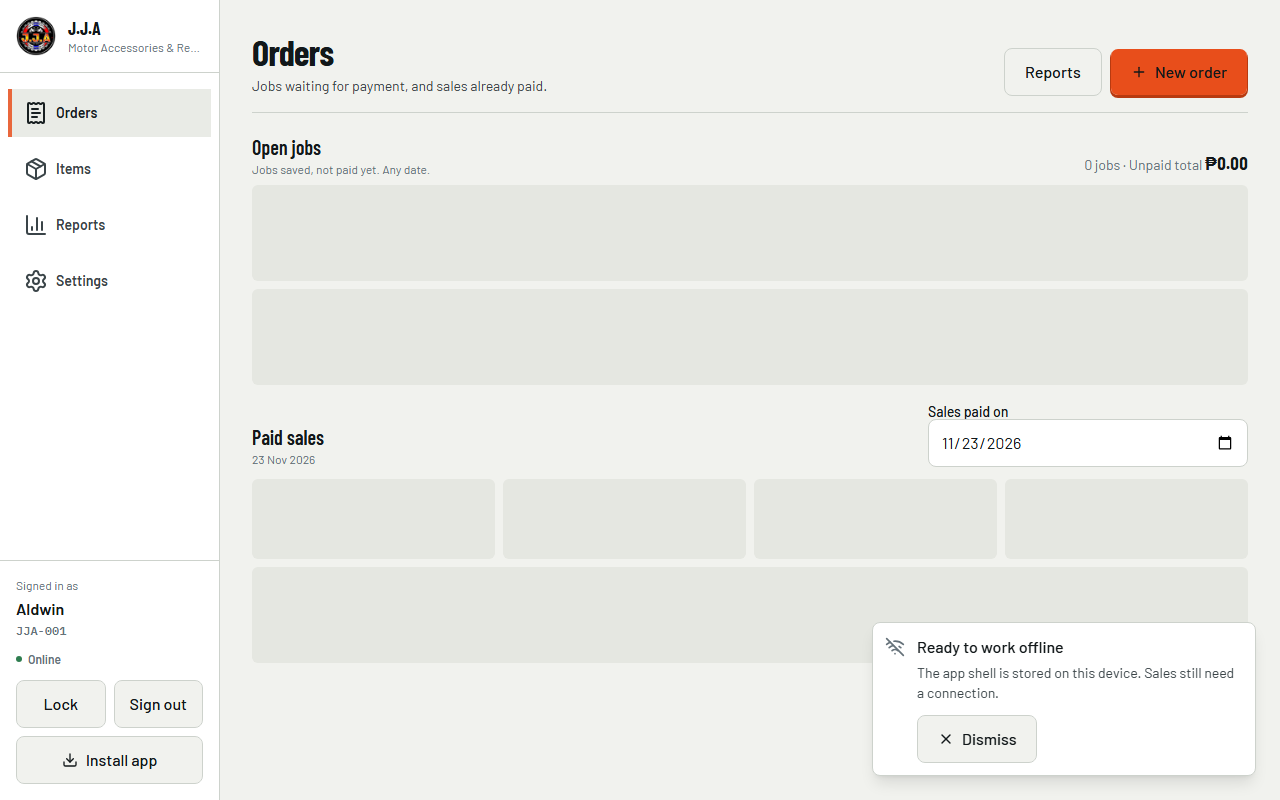 J.J.A
Motor Accessories & Re...
Orders
Items
Reports
Settings
Signed in as
Aldwin
JJA-001
Online
Lock
Sign out
Install app
Orders
Jobs waiting for payment, and sales already paid.
Reports
New order
Open jobs
Jobs saved, not paid yet. Any date.
0 jobs · Unpaid total ₱0.00
Paid sales
23 Nov 2026
Sales paid on
11/23/2026
Ready to work offline
The app shell is stored on this device. Sales still need
a connection.
Dismiss